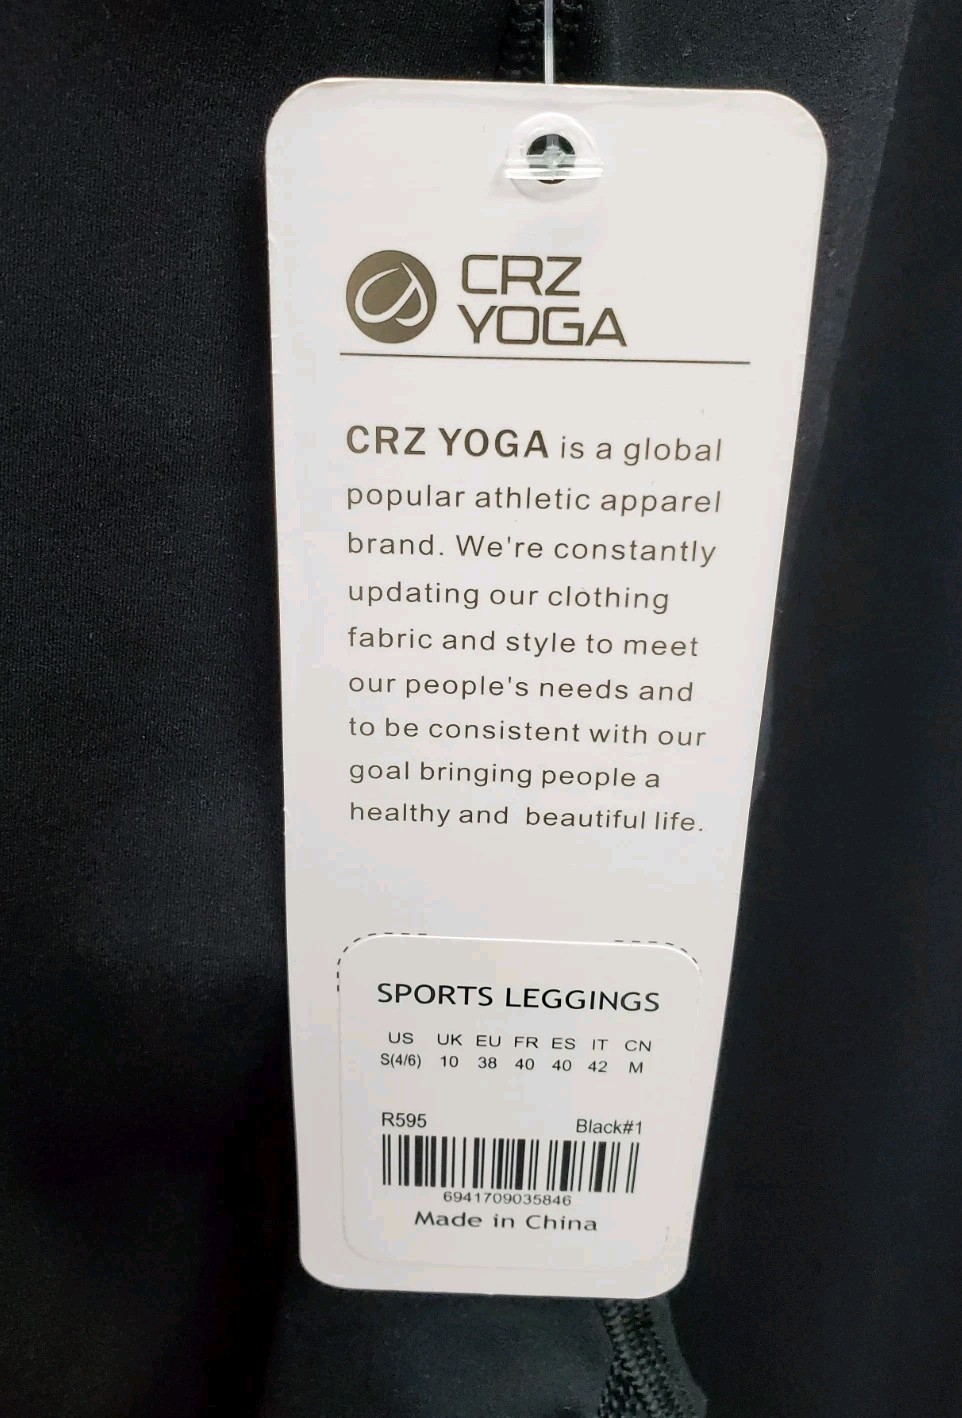 CRZ
YOGA
CRZ YOGA is a global
popular athletic apparel
brand. We're constantly
updating our clothing
fabric and style to meet
our people's needs and
to be consistent with our
goal bringing people a
healthy and beautiful life.
SPORTS LEGGINGS
US UK EU FR ES IT CN
S(4/6) 10 38 40 40 42 M
R595 Black#1
6941709035846
Made in China